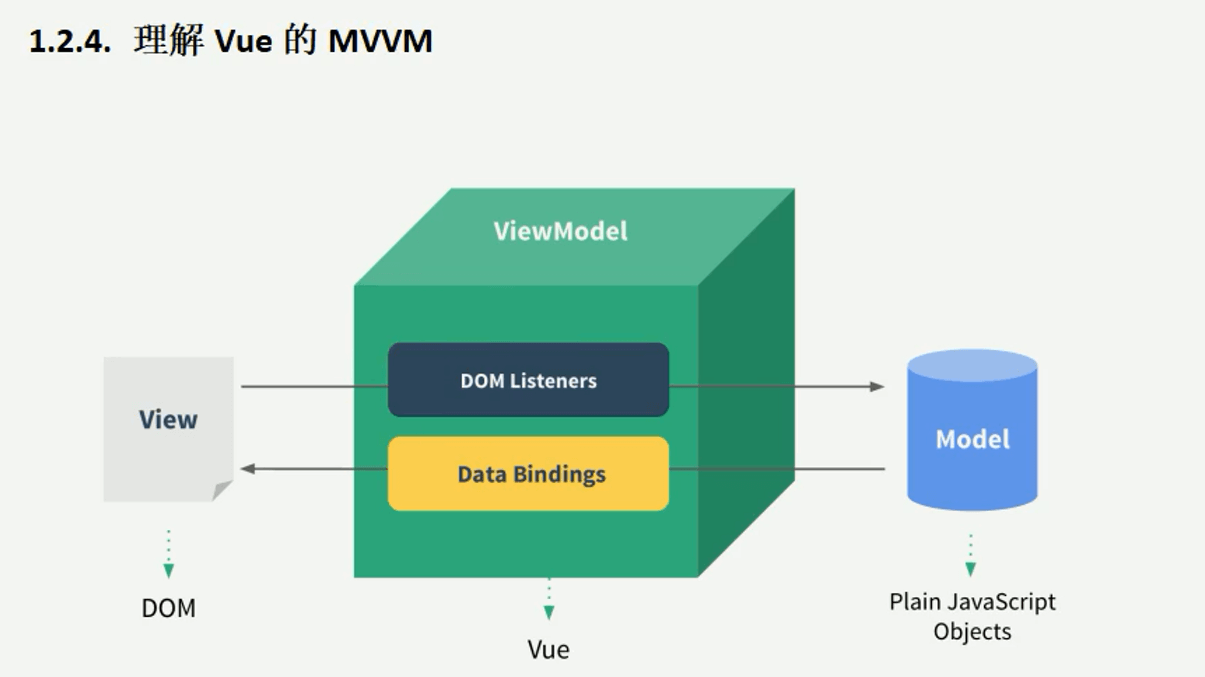 1.2.4. 理解 Vue 的 MVVM
ViewModel
DOM Listeners
View
Data Bindings
Model
DOM
Vue
Plain JavaScript
Objects